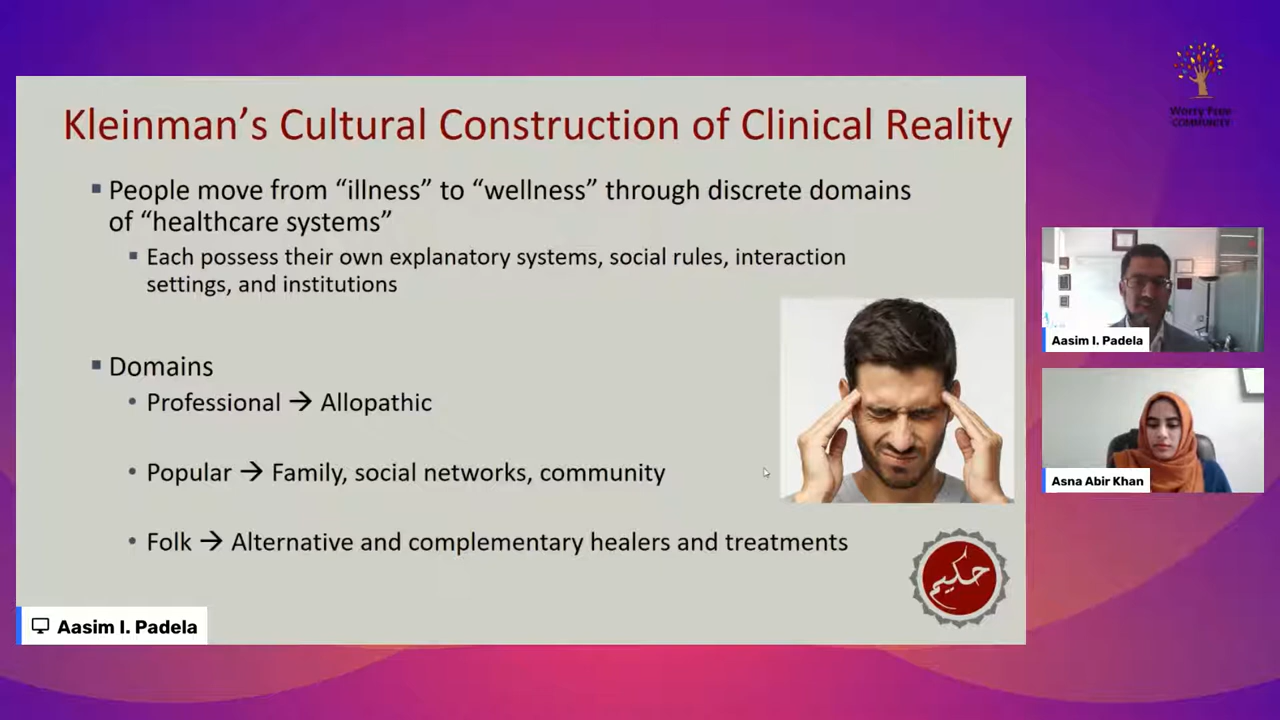 Kleinman’s Cultural Construction of Clinical Reality
▪ People move from “illness” to “wellness” through discrete domains
of “healthcare systems”
▪ Each possess their own explanatory systems, social rules, interaction
settings, and institutions
▪ Domains
• Professional → Allopathic
• Popular → Family, social networks, community
• Folk → Alternative and complementary healers and treatments
حكيم
Aasim I. Padela
Worry Free
COMMUNITY
Aasim I. Padela
Asna Abir Khan